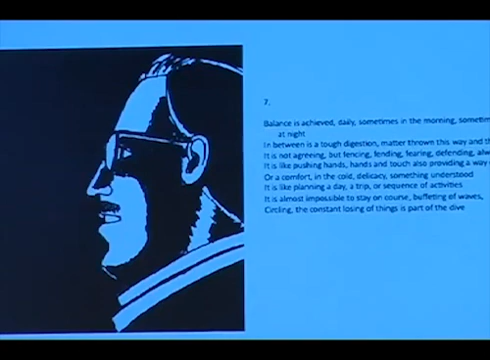 7.
Balance is achieved, daily, sometimes in the morning, sometim
at night
In between is a tough digestion, matter thrown this way and th
It is not agreeing, but fencing, fending, fearing, defending, alw
It is like pushing hands, hands and touch also providing a way
Or a comfort, in the cold, delicacy, something understood
It is like planning a day, a trip, or sequence of activities
It is almost impossible to stay on course, buffeting of waves,
Circling, the constant losing of things is part of the dive